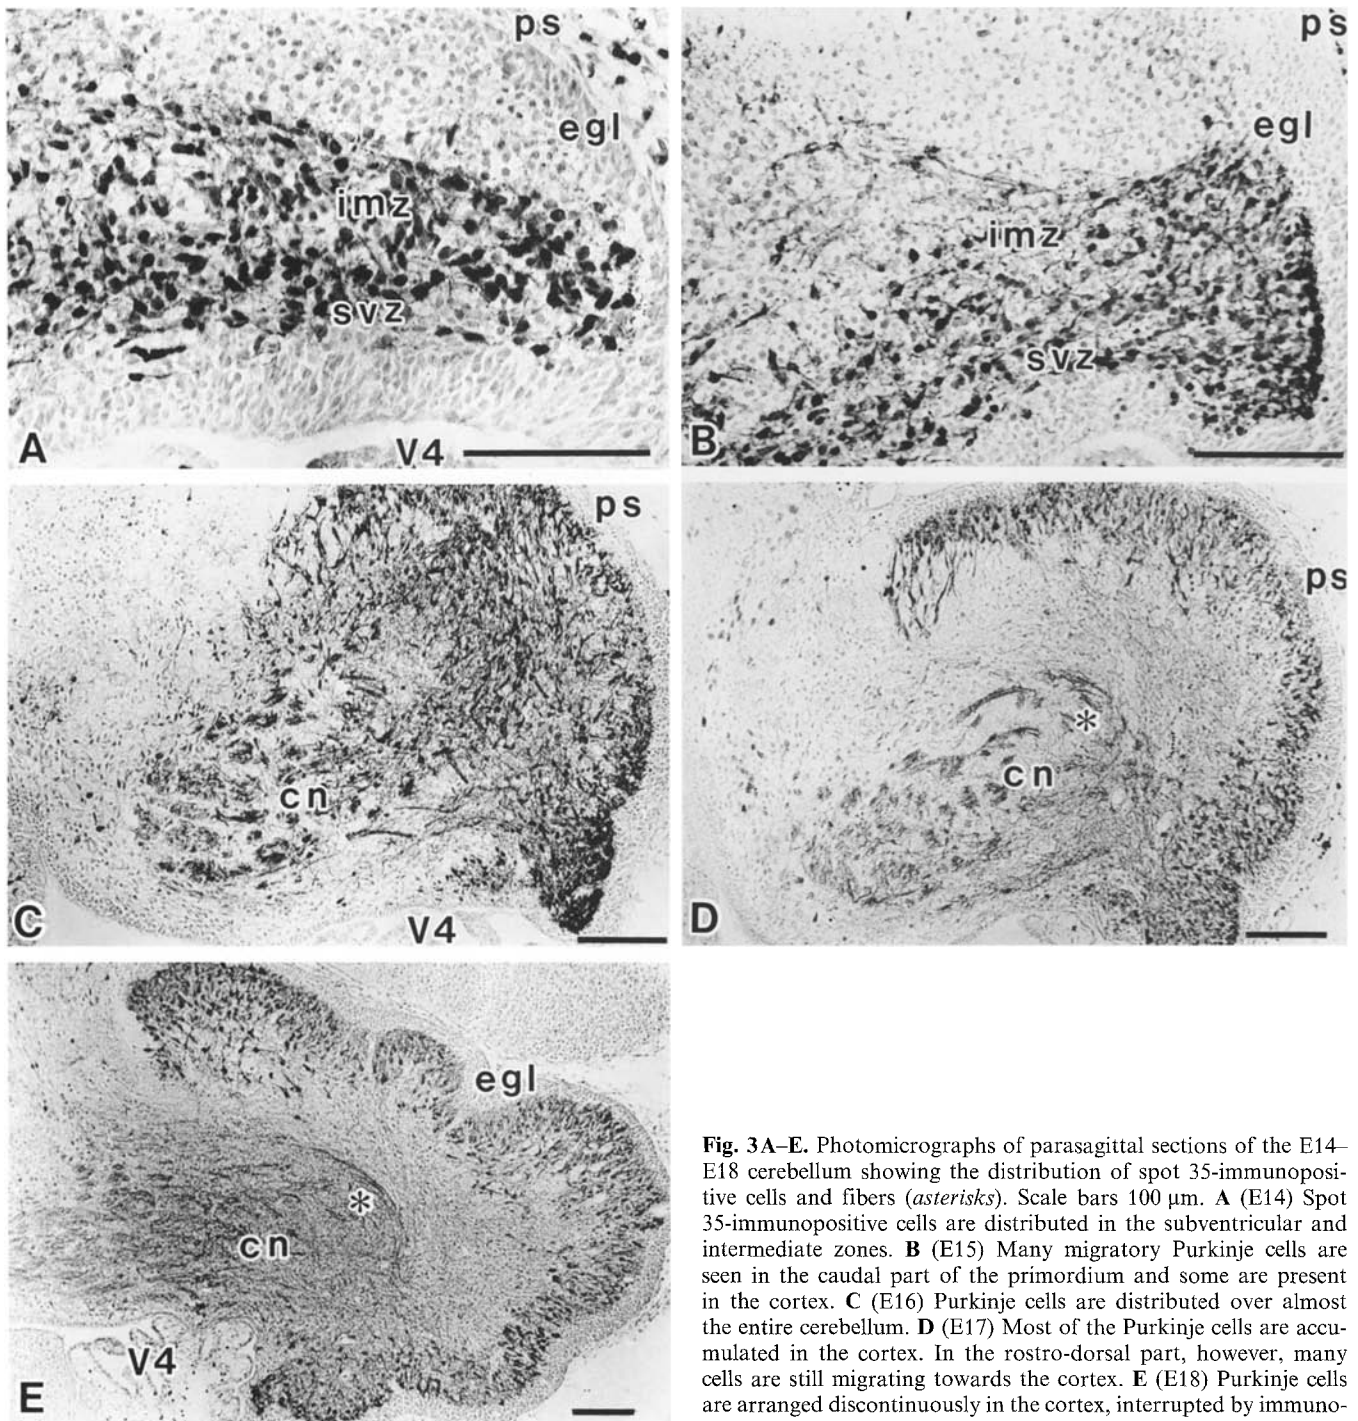 ps
egl
imz
svz
A
V4
ps
egl
imz
svz
B
ps
cn
C
V4
ps
*
cn
D
egl
*
cn
V4
E
Fig. 3A–E. Photomicrographs of parasagittal sections of the E14–
E18 cerebellum showing the distribution of spot 35-immunoposi-
tive cells and fibers (asterisks). Scale bars 100 µm. A (E14) Spot
35-immunopositive cells are distributed in the subventricular and
intermediate zones. B (E15) Many migratory Purkinje cells are
seen in the caudal part of the primordium and some are present
in the cortex. C (E16) Purkinje cells are distributed over almost
the entire cerebellum. D (E17) Most of the Purkinje cells are accu-
mulated in the cortex. In the rostro-dorsal part, however, many
cells are still migrating towards the cortex. E (E18) Purkinje cells
are arranged discontinuously in the cortex, interrupted by immuno-